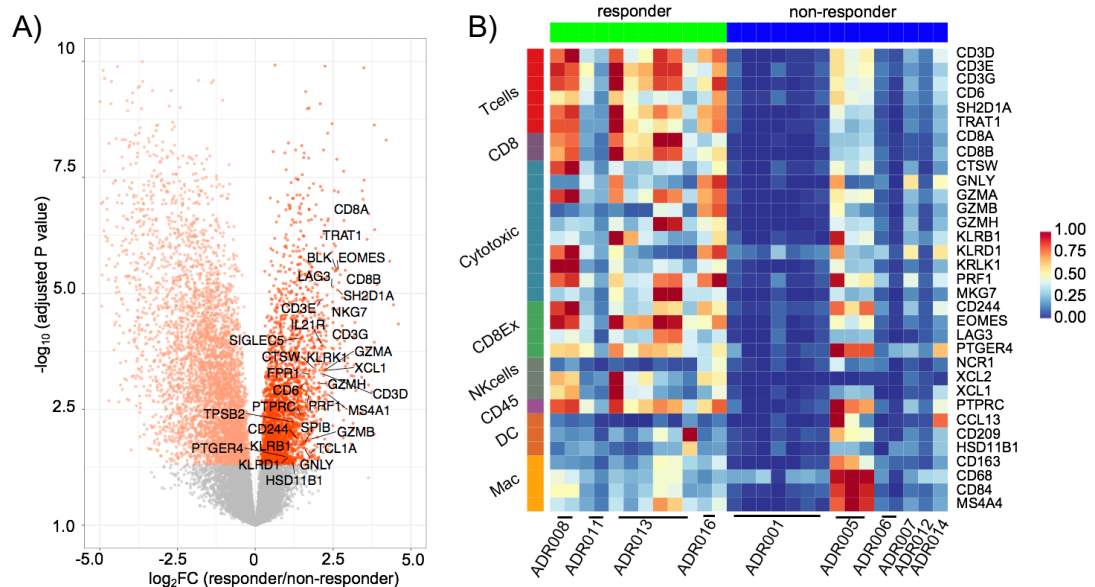 A)
10
7.5
5.0
2.5
1.0
-log10 (adjusted P value)
CD8A
TRAT1
BLK EOMES
LAG3 CD8B
SH2D1A
CD3E NKG7
IL21R CD3G
SIGLEC5 GZMA
CTSW KLRK1 XCL1
FPR1 GZMH
CD6 CD3D
PTPRC PRF1 MS4A1
TPSB2
CD244 SPIB GZMB
PTGER4 KLRB1 TCL1A
KLRD1 GNLY
HSD11B1
-5.0 -2.5 0 2.5 5.0
log2FC (responder/non-responder)
B)
responder non-responder
Tcells
CD8
Cytotoxic
CD8Ex
NKcells
CD45
DC
Mac
CD3D
CD3E
CD3G
CD6
SH2D1A
TRAT1
CD8A
CD8B
CTSW
GNLY
GZMA
GZMB
GZMH
KLRB1
KLRD1
KRLK1
PRF1
MKG7
CD244
EOMES
LAG3
PTGER4
NCR1
XCL2
XCL1
PTPRC
CCL13
CD209
HSD11B1
CD163
CD68
CD84
MS4A4
ADR008 ADR011 ADR013 ADR016 ADR001 ADR005 ADR006 ADR007 ADR012 ADR014
1.00
0.75
0.50
0.25
0.00